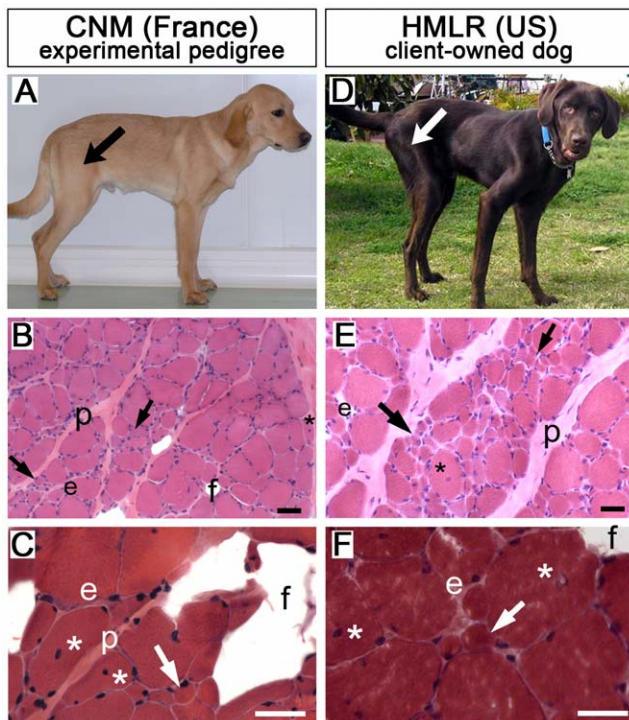 CNM (France)
experimental pedigree
HMLR (US)
client-owned dog
A
D
B
p
e
f
*
E
e
p
*
C
e
*
p
*
f
F
f
e
*
*